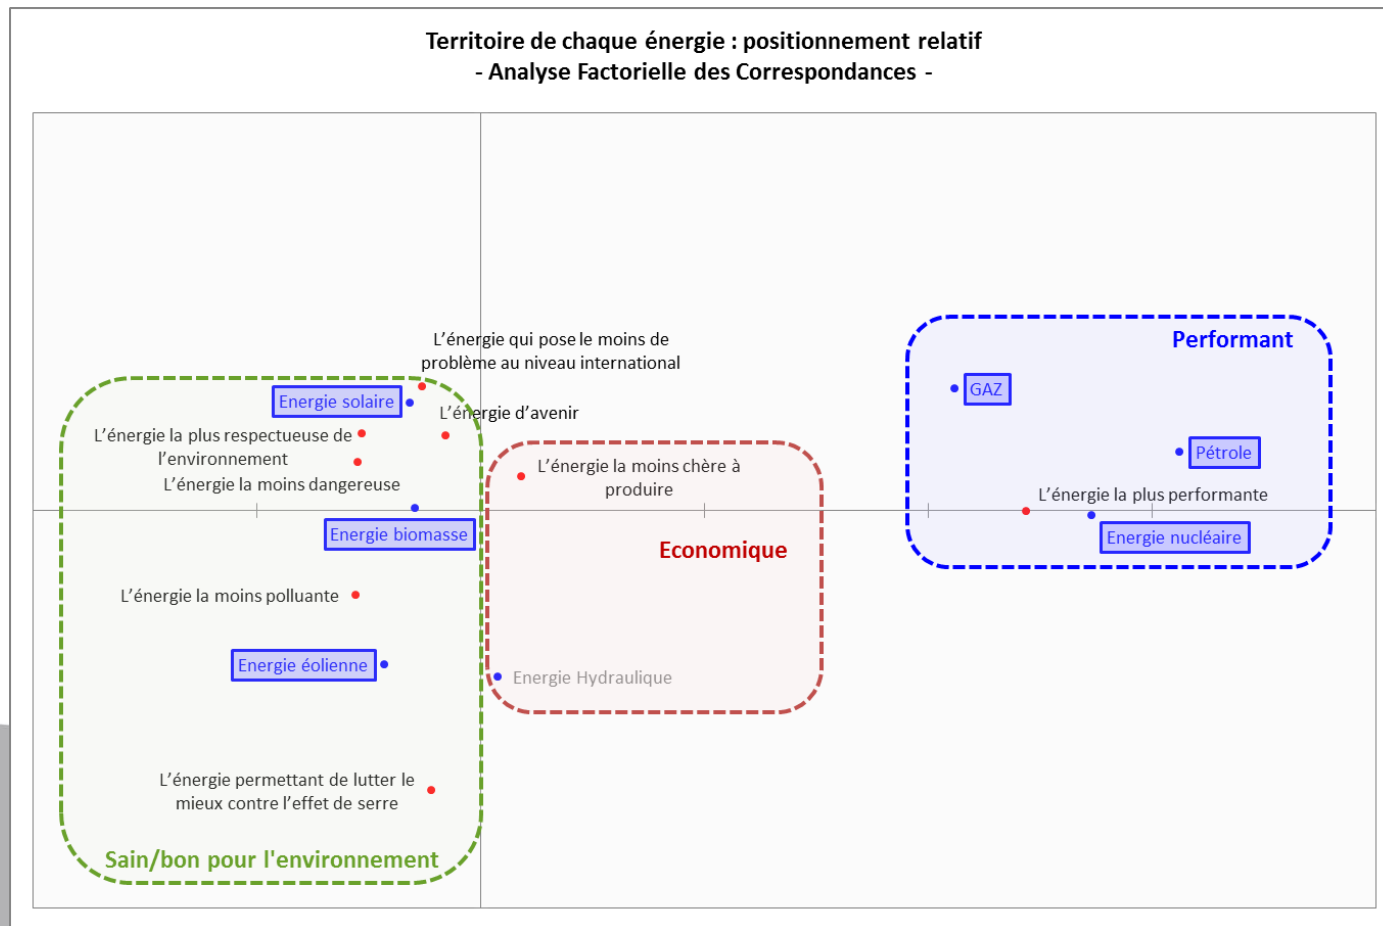 Territoire de chaque énergie : positionnement relatif
- Analyse Factorielle des Correspondances -
Performant
L'énergie qui pose le moins de
problème au niveau international
GAZ
Energie solaire
L'énergie d'avenir
L'énergie la plus respectueuse de
l'environnement
L'énergie la moins dangereuse
L'énergie la moins chère à
produire
Pétrole
L'énergie la plus performante
Energie biomasse
Energie nucléaire
Economique
L'énergie la moins polluante
Energie éolienne
Energie Hydraulique
L'énergie permettant de lutter le
mieux contre l'effet de serre
Sain/bon pour l'environnement